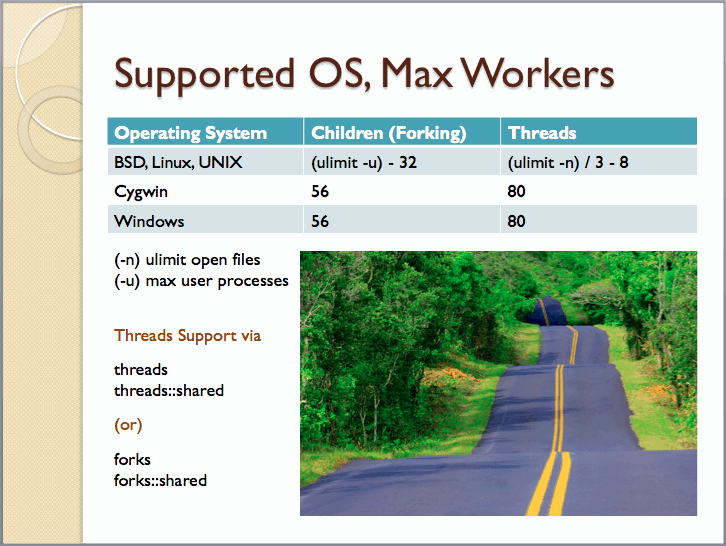 Supported OS, Max Workers
Operating System Children (Forking) Threads
BSD, Linux, UNIX (ulimit -u) - 32 (ulimit -n) / 3 - 8
Cygwin 56 80
Windows 56 80
(-n) ulimit open files
(-u) max user processes
Threads Support via
threads
threads::shared
(or)
forks
forks::shared